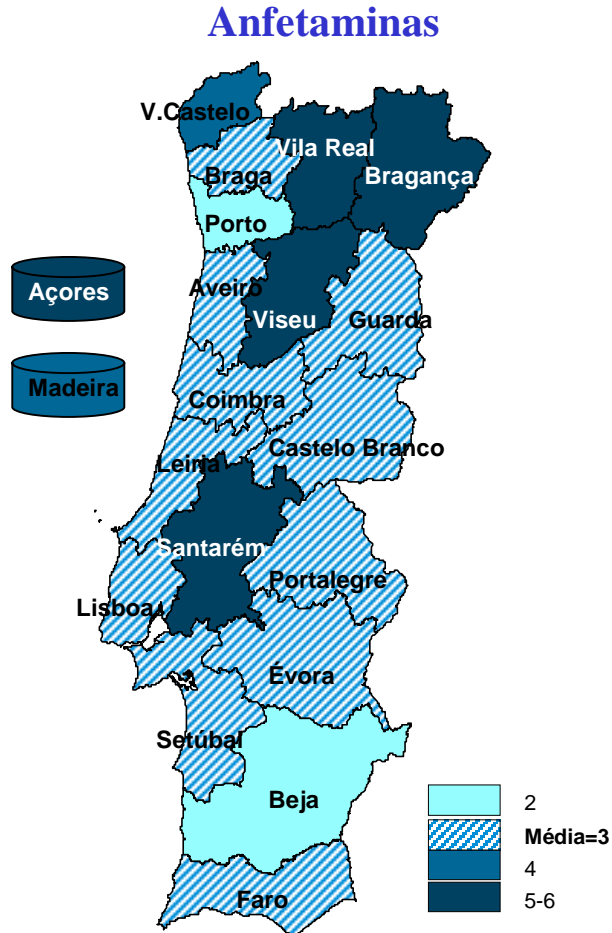 Anfetaminas
V.Castelo
Vila Real
Bragança
Braga
Porto
Açores
Aveiro
Viseu
Guarda
Madeira
Coimbra
Castelo Branco
Leiria
Santarém
Portalegre
Lisboa
Évora
Setúbal
Beja
Faro
2
Média=3
4
5-6